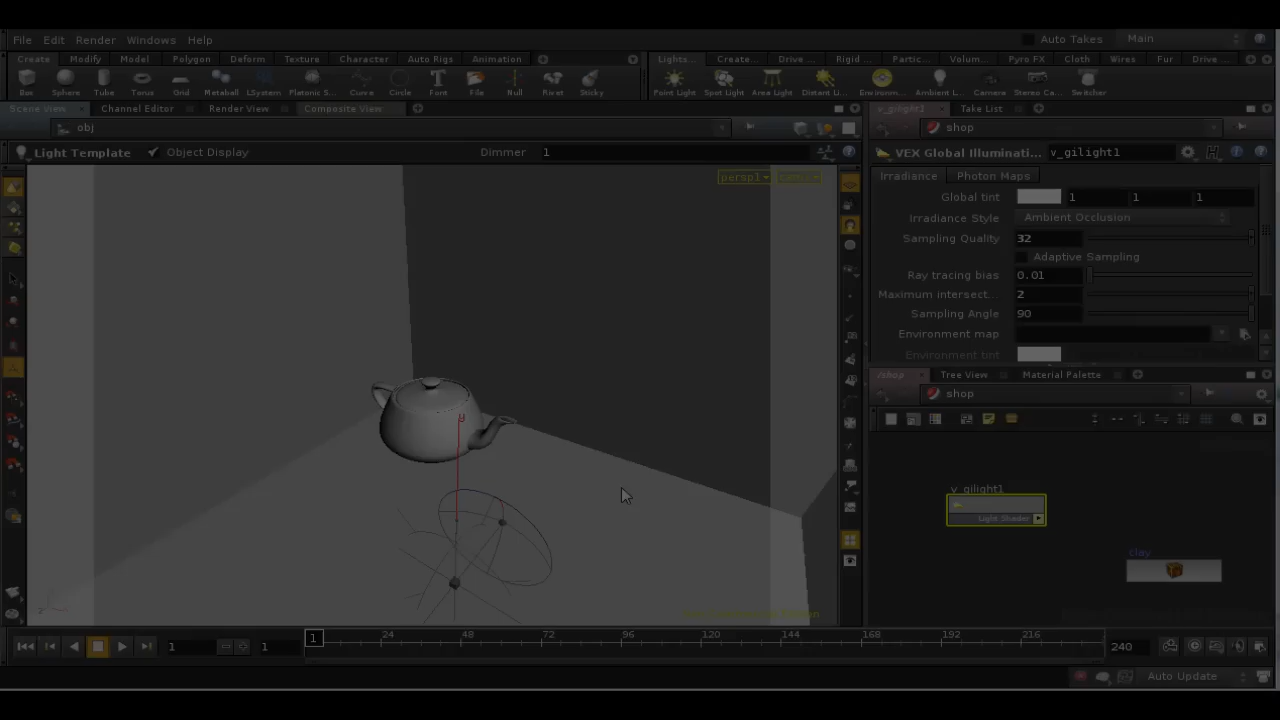 File Edit Render Windows Help
Auto Takes Main
Create Modify Model Polygon Deform Texture Character Auto Rigs Animation
Lights... Create... Drive... Rigid... Partic... Volum... Pyro FX Cloth Wires Fur Drive...
Box Sphere Tube Torus Grid Metaball LSystem Platonic S... Curve Circle Font File Null Rivet Sticky
Point Light Spot Light Area Light Distant Li... Environm... Ambient L... Camera Stereo Ca... Switcher
Scene View Channel Editor Render View Composite View
v_gilight1 Take List
obj
shop
Light Template Object Display Dimmer 1
VEX Global Illuminati... v_gilight1
persp1
Irradiance Photon Maps
Global tint 1 1 1
Irradiance Style Ambient Occlusion
Sampling Quality 32
Adaptive Sampling
Ray tracing bias 0.01
Maximum intersect... 2
Sampling Angle 90
Environment map
Environment tint
/shop Tree View Material Palette
shop
v_gilight1
Light Shader
clay
1 1 1 24 48 72 96 120 144 168 192 216 240
Auto Update